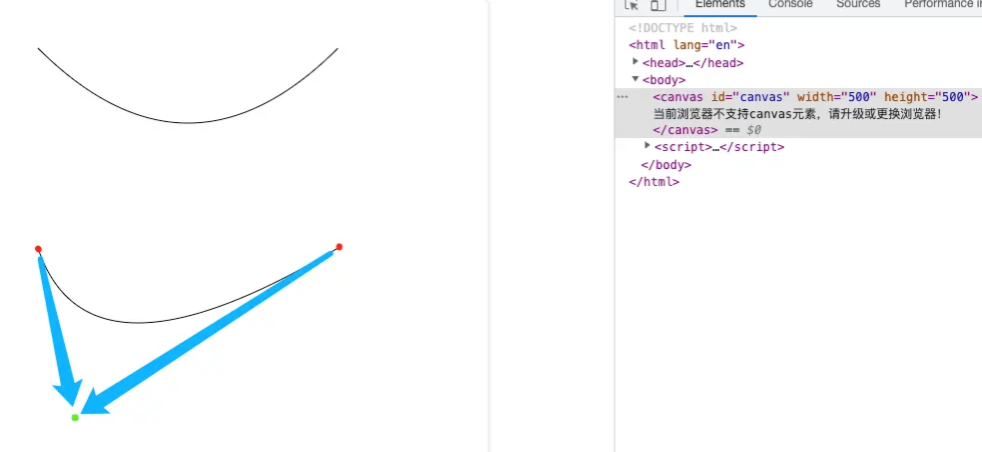 Elements Console Sources Performance in
<!DOCTYPE html>
<html lang="en">
<head>…</head>
<body>
<canvas id="canvas" width="500" height="500">
当前浏览器不支持canvas元素，请升级或更换浏览器！
</canvas> == $0
<script>…</script>
</body>
</html>